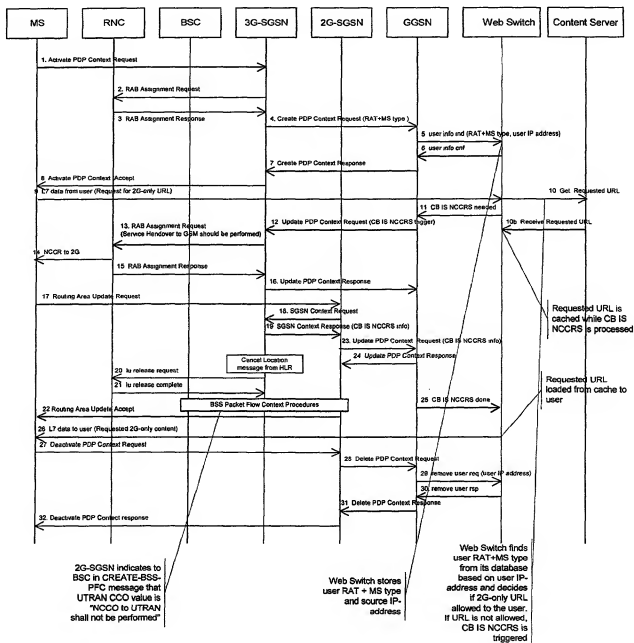 MS RNC BSC 3G-SGSN 2G-SGSN GGSN Web Switch Content Server
1. Activate PDP Context Request
2. RAB Assignment Request
3 RAB Assignment Response
4. Create PDP Context Request (RAT+MS type )
5 user info ind (RAT+MS type, user IP address)
6 user info cnf
7 Create PDP Context Response
8 Activate PDP Context Accept
9 L7 data from user (Request for 2G-only URL)
10 Get Requested URL
11 CB IS NCCRS needed
10b Receive Requested URL
12 Update PDP Context Request (CB IS NCCRS trigger)
13. RAB Assignment Request
(Service Handover to GSM should be performed)
14 NCCR to 2G
15 RAB Assignment Response
16. Update PDP Context Response
17 Routing Area Update Request
18. SGSN Context Request
19 SGSN Context Response (CB IS NCCRS info)
Requested URL is
cached while CB IS
NCCRS is processed
23. Update PDP Context Request (CB IS NCCRS info)
24 Update PDP Context Response
Cancel Location
message from HLR
20 Iu release request
21 Iu release complete
Requested URL
loaded from cache to
user
BSS Packet Flow Context Procedures
25 CB IS NCCRS done
22 Routing Area Update Accept
26 L7 data to user (Requested 2G-only content)
27 Deactivate PDP Context Request
28 Delete PDP Context Request
29 remove user req (user IP address)
30. remove user rsp
31 Delete PDP Context Response
32. Deactivate PDP Context response
2G-SGSN indicates to
BSC in CREATE-BSS-
PFC message that
UTRAN CCO value is
"NCCO to UTRAN
shall not be performed"
Web Switch stores
user RAT + MS type
and source IP-
address
Web Switch finds
user RAT+MS type
from its database
based on user IP-
address and decides
if 2G-only URL
allowed to the user.
If URL is not allowed,
CB IS NCCRS is
triggered